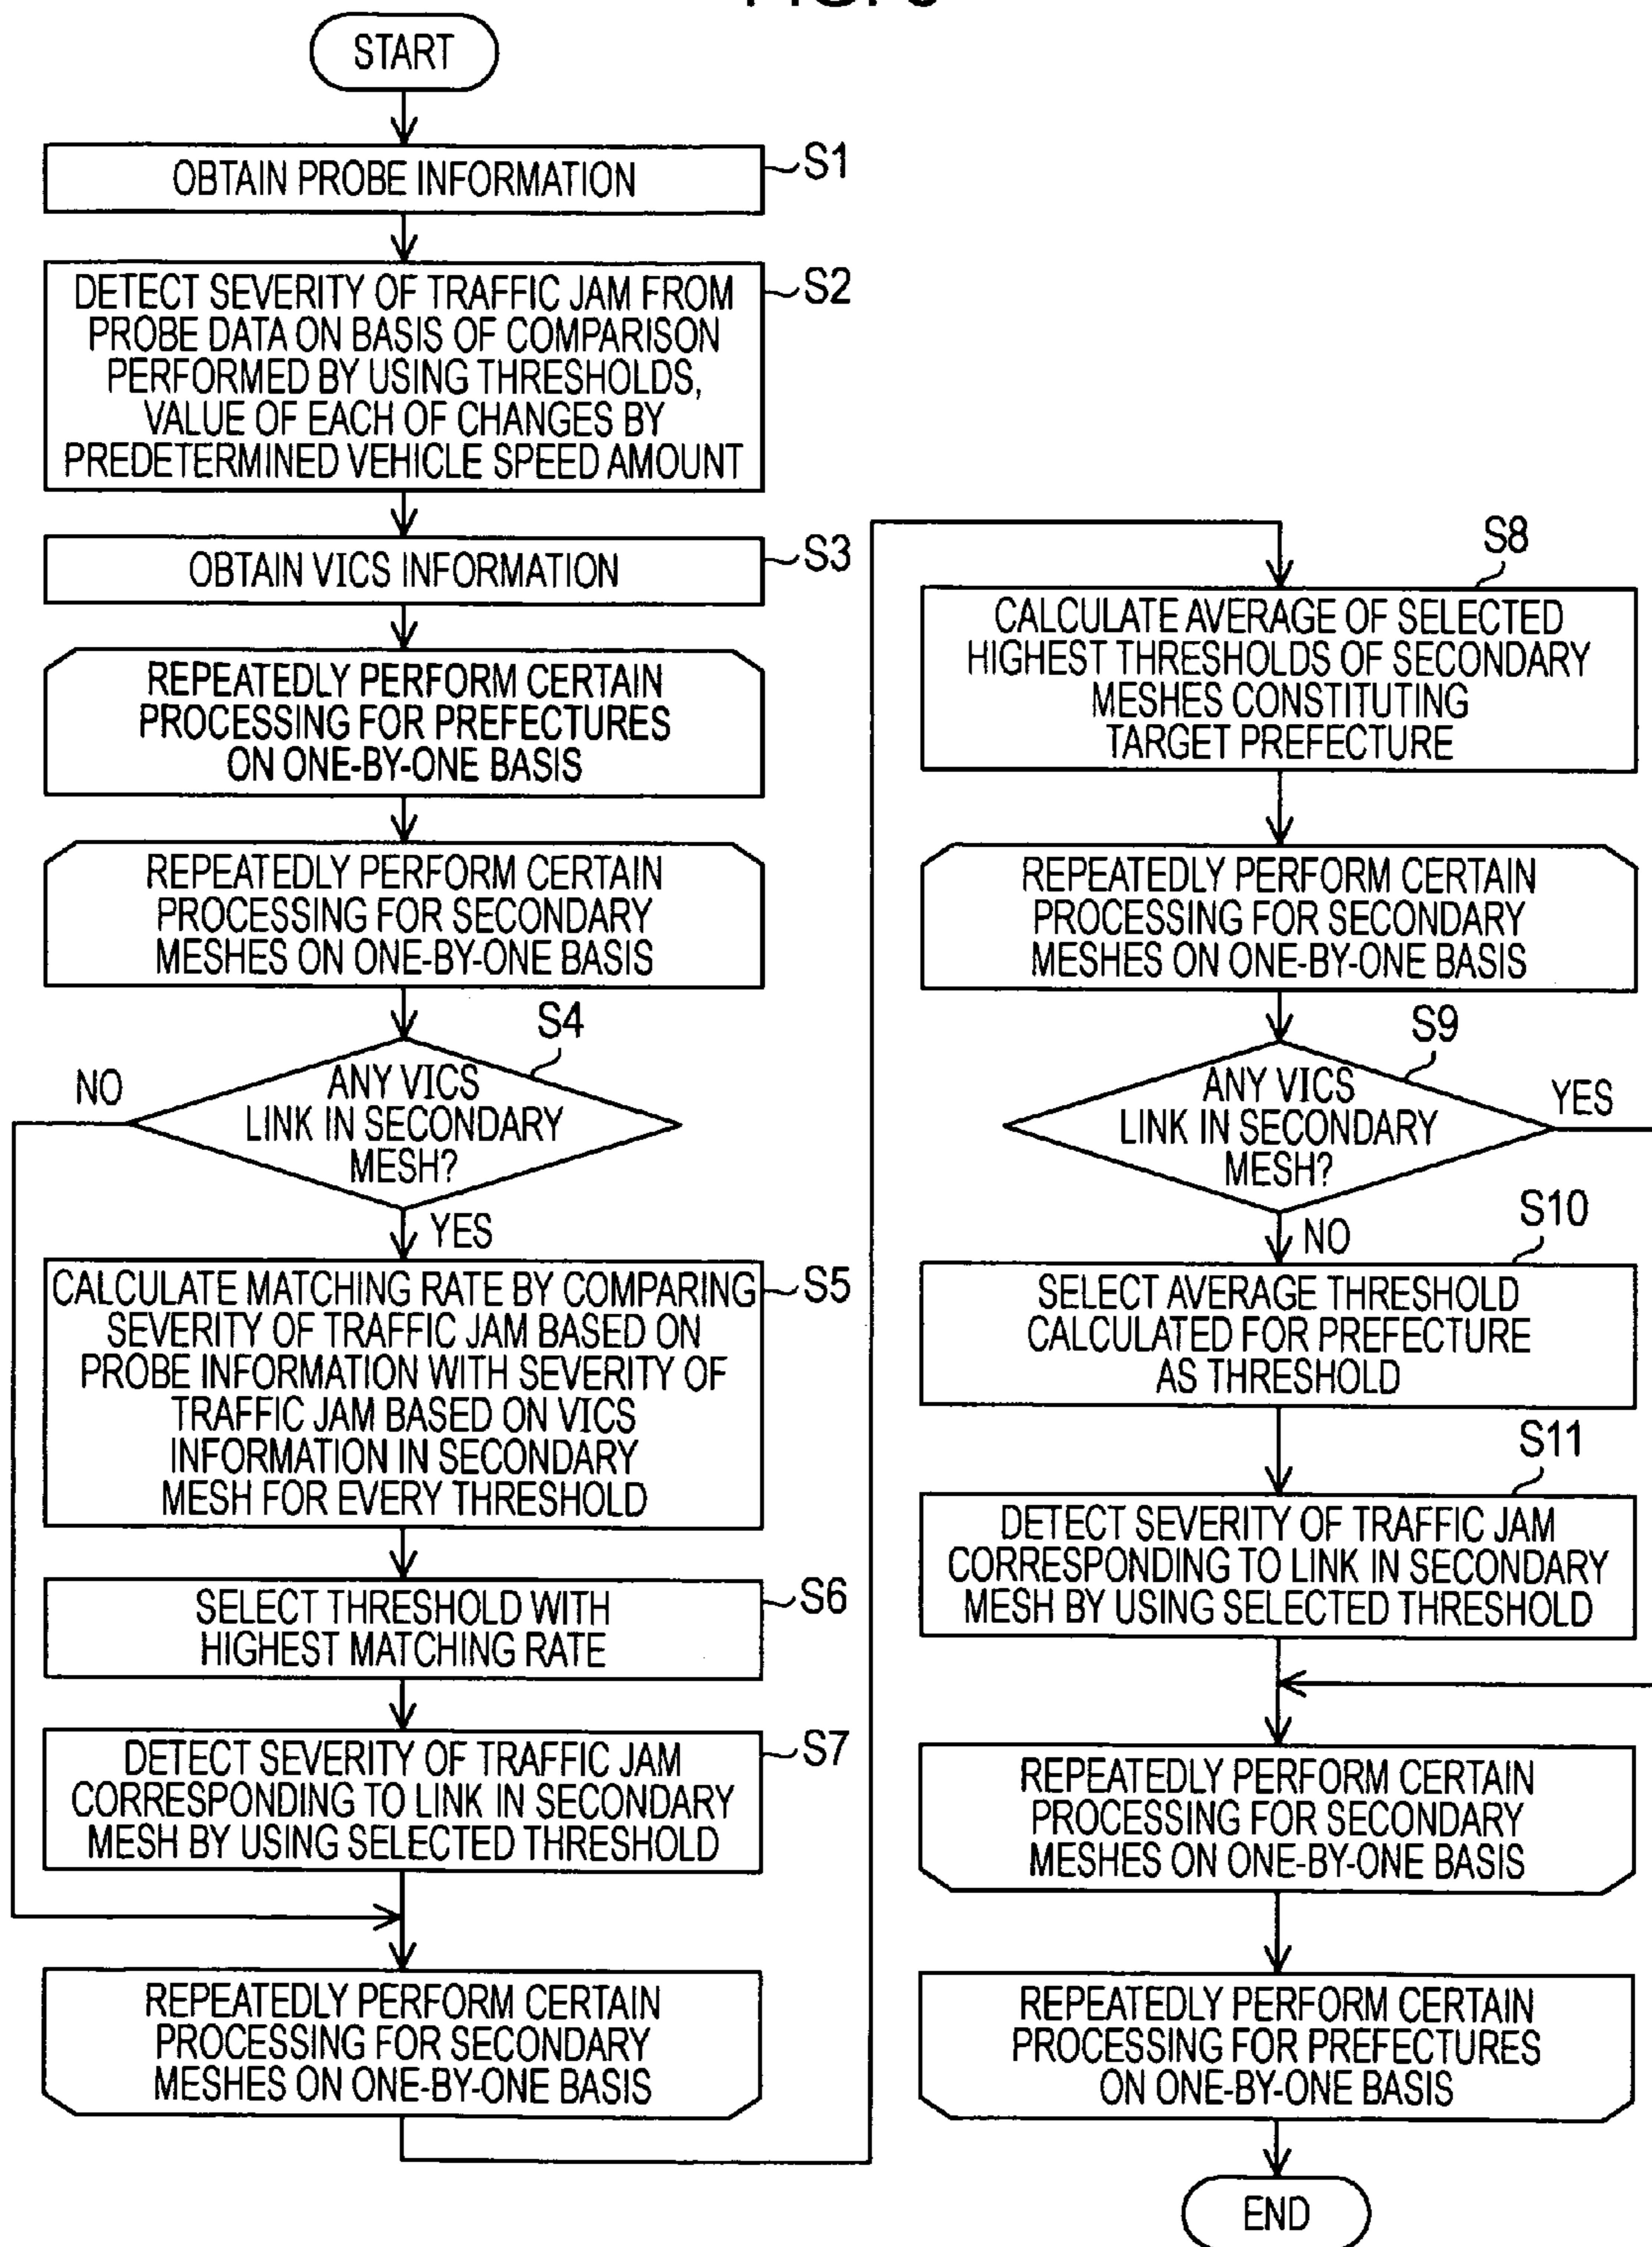 START
OBTAIN PROBE INFORMATION
S1
DETECT SEVERITY OF TRAFFIC JAM FROM
PROBE DATA ON BASIS OF COMPARISON
PERFORMED BY USING THRESHOLDS,
VALUE OF EACH OF CHANGES BY
PREDETERMINED VEHICLE SPEED AMOUNT
S2
OBTAIN VICS INFORMATION
S3
REPEATEDLY PERFORM CERTAIN
PROCESSING FOR PREFECTURES
ON ONE-BY-ONE BASIS
REPEATEDLY PERFORM CERTAIN
PROCESSING FOR SECONDARY
MESHES ON ONE-BY-ONE BASIS
S4
ANY VICS
LINK IN SECONDARY
MESH?
NO
YES
CALCULATE MATCHING RATE BY COMPARING
SEVERITY OF TRAFFIC JAM BASED ON
PROBE INFORMATION WITH SEVERITY OF
TRAFFIC JAM BASED ON VICS
INFORMATION IN SECONDARY
MESH FOR EVERY THRESHOLD
S5
SELECT THRESHOLD WITH
HIGHEST MATCHING RATE
S6
DETECT SEVERITY OF TRAFFIC JAM
CORRESPONDING TO LINK IN SECONDARY
MESH BY USING SELECTED THRESHOLD
S7
REPEATEDLY PERFORM CERTAIN
PROCESSING FOR SECONDARY
MESHES ON ONE-BY-ONE BASIS
S8
CALCULATE AVERAGE OF SELECTED
HIGHEST THRESHOLDS OF SECONDARY
MESHES CONSTITUTING
TARGET PREFECTURE
REPEATEDLY PERFORM CERTAIN
PROCESSING FOR SECONDARY
MESHES ON ONE-BY-ONE BASIS
S9
ANY VICS
LINK IN SECONDARY
MESH?
YES
NO
S10
SELECT AVERAGE THRESHOLD
CALCULATED FOR PREFECTURE
AS THRESHOLD
S11
DETECT SEVERITY OF TRAFFIC JAM
CORRESPONDING TO LINK IN SECONDARY
MESH BY USING SELECTED THRESHOLD
REPEATEDLY PERFORM CERTAIN
PROCESSING FOR SECONDARY
MESHES ON ONE-BY-ONE BASIS
REPEATEDLY PERFORM CERTAIN
PROCESSING FOR PREFECTURES
ON ONE-BY-ONE BASIS
END